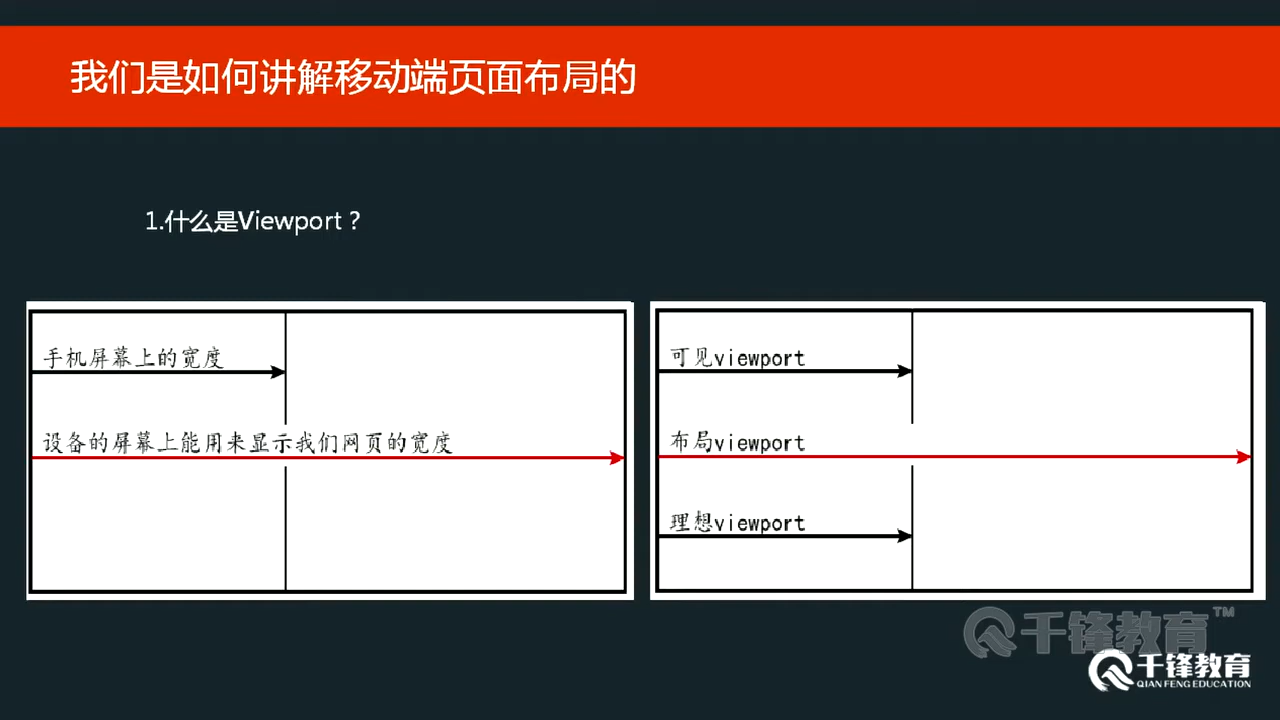 我们是如何讲解移动端页面布局的
1.什么是Viewport？
手机屏幕上的宽度
设备的屏幕上能用来显示我们网页的宽度
可见viewport
布局viewport
理想viewport
千锋教育™
千锋教育
QIAN FENG EDUCATION